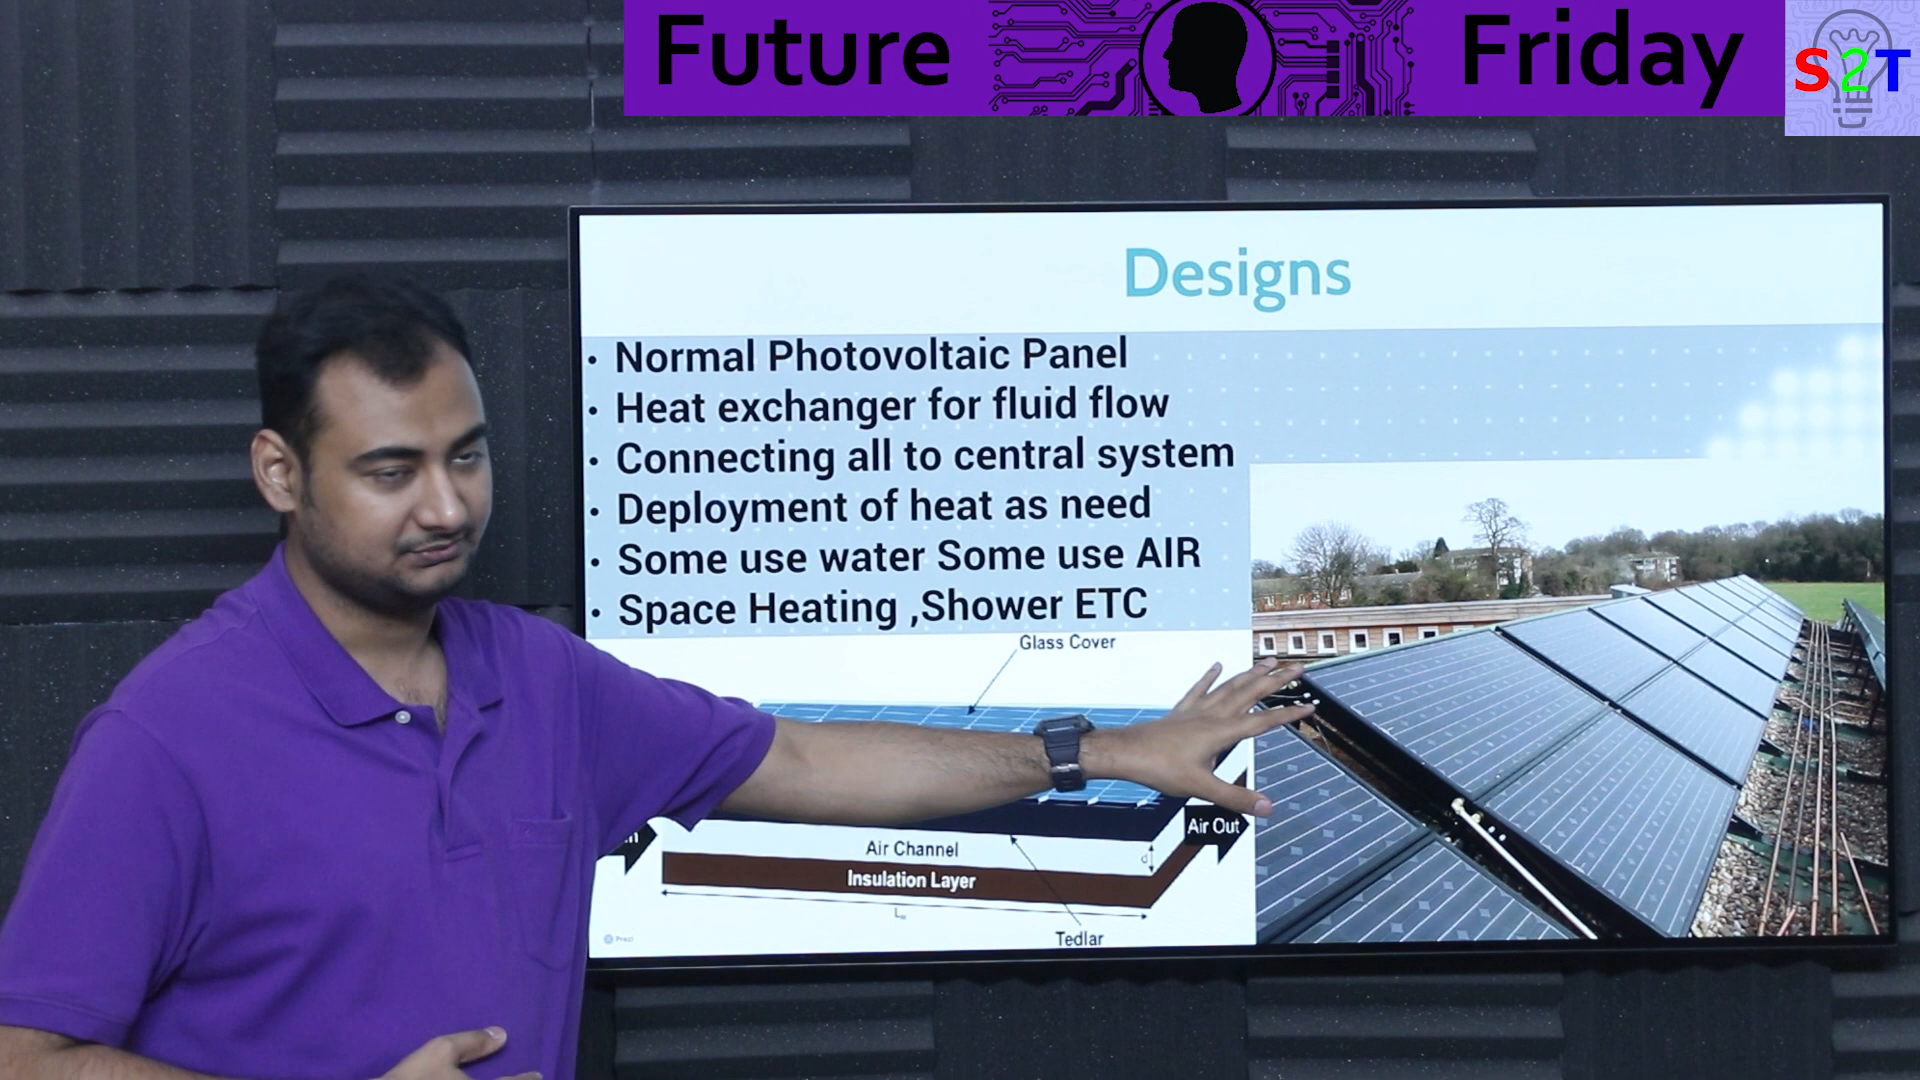 Future Friday
S2T
Designs
• Normal Photovoltaic Panel
• Heat exchanger for fluid flow
• Connecting all to central system
• Deployment of heat as need
• Some use water Some use AIR
• Space Heating ,Shower ETC
Glass Cover
Air Out
Air Channel
d
Insulation Layer
Tedlar
Prezi